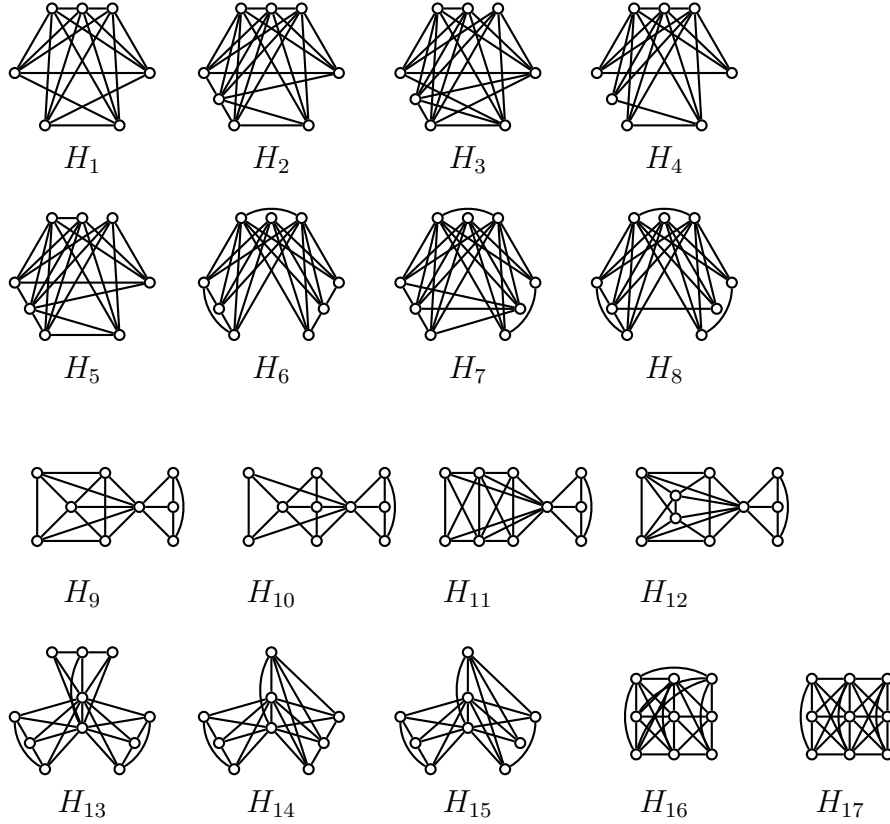 H₁ H₂ H₃ H₄
H₅ H₆ H₇ H₈
H₉ H₁₀ H₁₁ H₁₂
H₁₃ H₁₄ H₁₅ H₁₆ H₁₇